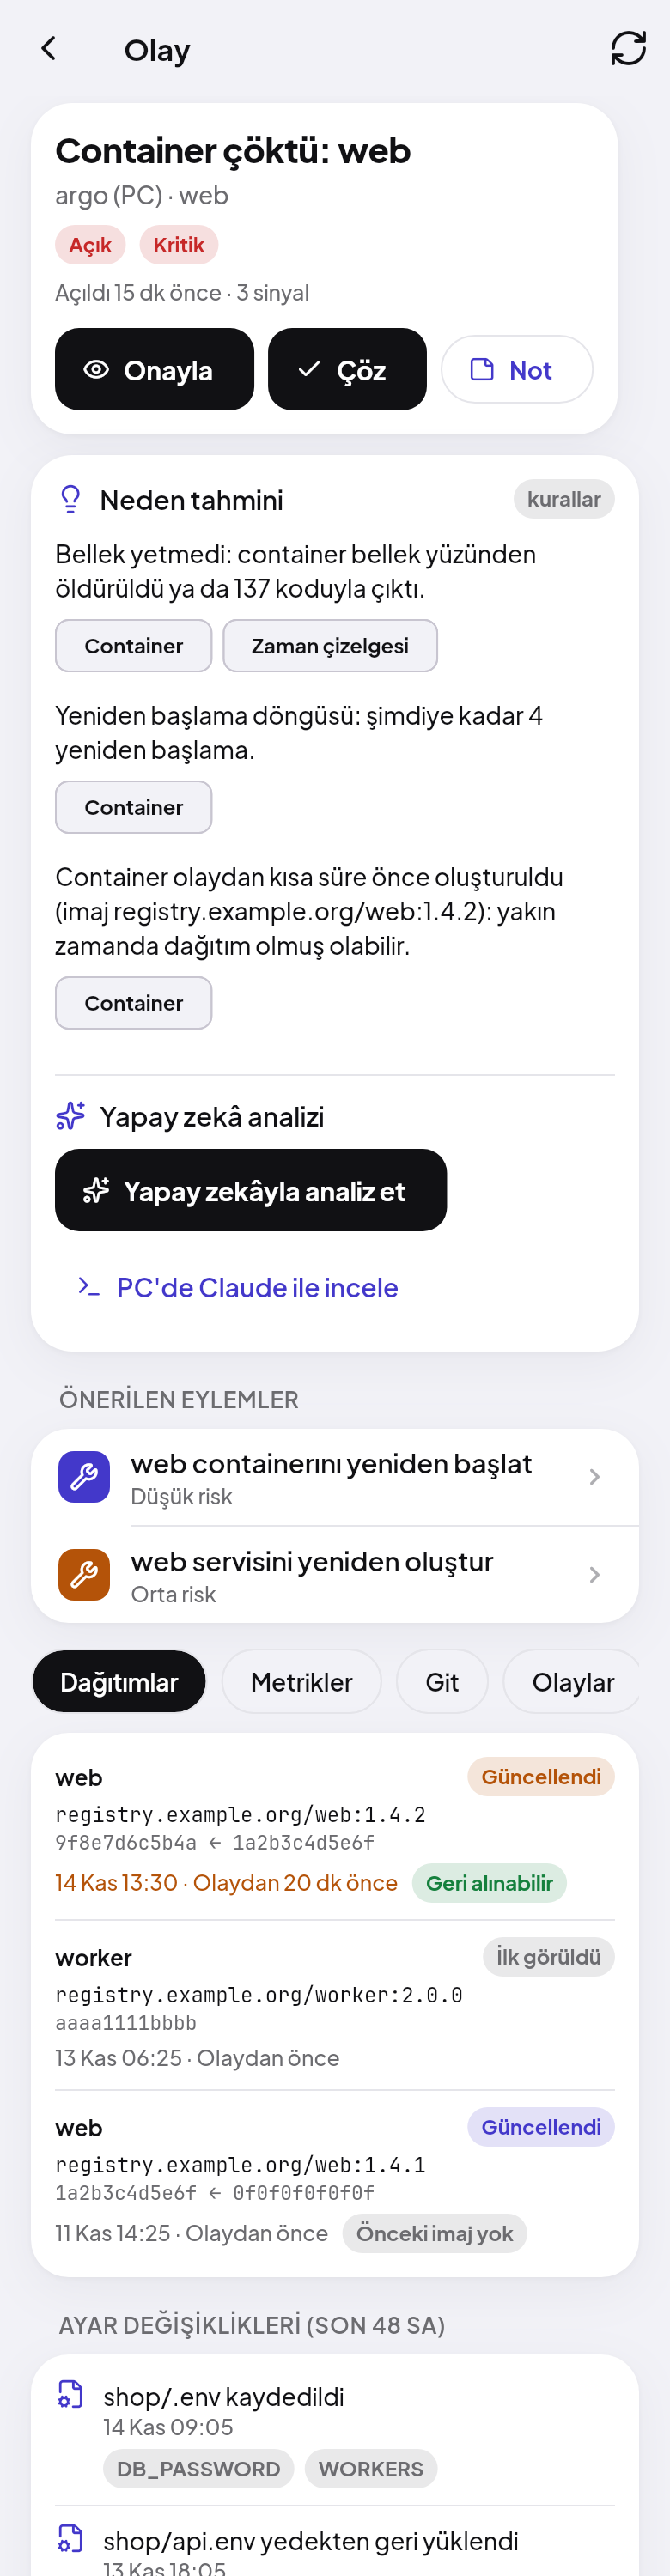 Olay
Container çöktü: web
argo (PC) · web
Açık Kritik
Açıldı 15 dk önce · 3 sinyal
Onayla Çöz Not
Neden tahmini kurallar
Bellek yetmedi: container bellek yüzünden
öldürüldü ya da 137 koduyla çıktı.
Container Zaman çizelgesi
Yeniden başlama döngüsü: şimdiye kadar 4
yeniden başlama.
Container
Container olaydan kısa süre önce oluşturuldu
(imaj registry.example.org/web:1.4.2): yakın
zamanda dağıtım olmuş olabilir.
Container
Yapay zekâ analizi
Yapay zekâyla analiz et
PC'de Claude ile incele
ÖNERİLEN EYLEMLER
web containerını yeniden başlat
Düşük risk
web servisini yeniden oluştur
Orta risk
Dağıtımlar Metrikler Git Olaylar
web Güncellendi
registry.example.org/web:1.4.2
9f8e7d6c5b4a ← 1a2b3c4d5e6f
14 Kas 13:30 · Olaydan 20 dk önce Geri alınabilir
worker İlk görüldü
registry.example.org/worker:2.0.0
aaaa1111bbbb
13 Kas 06:25 · Olaydan önce
web Güncellendi
registry.example.org/web:1.4.1
1a2b3c4d5e6f ← 0f0f0f0f0f0f
11 Kas 14:25 · Olaydan önce Önceki imaj yok
AYAR DEĞİŞİKLİKLERİ (SON 48 SA)
shop/.env kaydedildi
14 Kas 09:05
DB_PASSWORD WORKERS
shop/api.env yedekten geri yüklendi
13 Kas 18:05